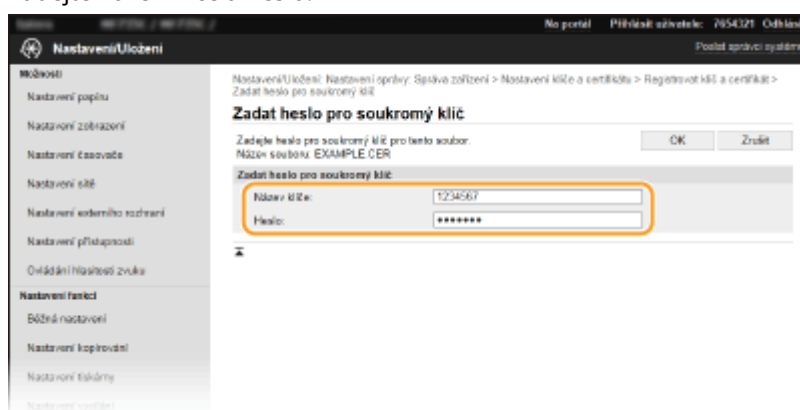 Na portál Přihlásit uživatele: 7654321 Odhlásit
Nastavení/Uložení
Poslat správci systému
Možnosti
Nastavení papíru
Nastavení zobrazení
Nastavení časovače
Nastavení sítě
Nastavení externího rozhraní
Nastavení přístupnosti
Ovládání hlasitosti zvuku
Nastavení funkcí
Běžná nastavení
Nastavení kopírování
Nastavení tiskárny
Nastavení/Uložení: Nastavení správy: Správa zařízení > Nastavení klíče a certifikátu > Registrovat klíč a certifikát >
Zadat heslo pro soukromý klíč
Zadat heslo pro soukromý klíč
Zadejte heslo pro soukromý klíč pro tento soubor.
Název souboru: EXAMPLE.CER
OK Zrušit
Zadat heslo pro soukromý klíč
Název klíče: 1234567
Heslo: •••••••